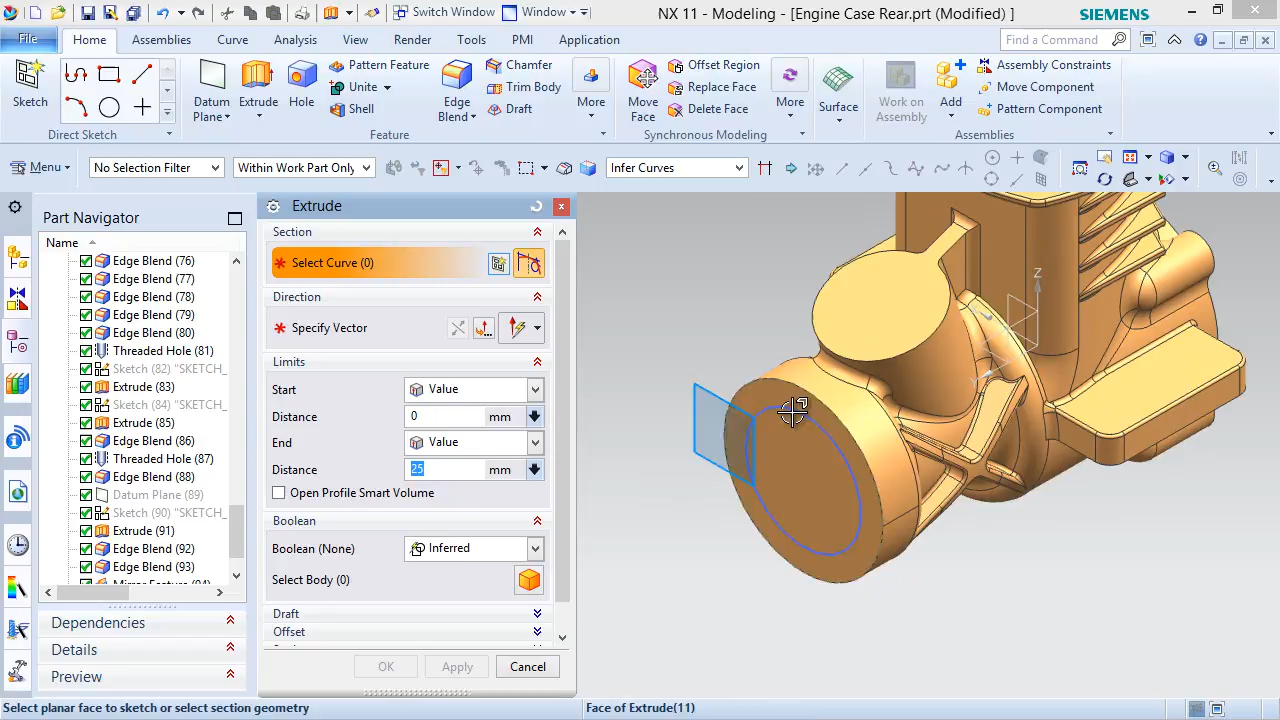 Switch Window Window NX 11 - Modeling - [Engine Case Rear.prt (Modified) ] SIEMENS
File Home Assemblies Curve Analysis View Render Tools PMI Application Find a Command
Sketch Datum Plane Extrude Hole Pattern Feature Unite Shell Edge Blend Chamfer Trim Body Draft More Move Face Offset Region Replace Face Delete Face More Surface Work on Assembly Add Assembly Constraints Move Component Pattern Component
Direct Sketch Feature Synchronous Modeling Assemblies
Menu No Selection Filter Within Work Part Only Infer Curves
Part Navigator
Name
Edge Blend (76)
Edge Blend (77)
Edge Blend (78)
Edge Blend (79)
Edge Blend (80)
Threaded Hole (81)
Sketch (82) "SKETCH_
Extrude (83)
Sketch (84) "SKETCH_
Extrude (85)
Edge Blend (86)
Threaded Hole (87)
Edge Blend (88)
Datum Plane (89)
Sketch (90) "SKETCH_
Extrude (91)
Edge Blend (92)
Edge Blend (93)
Dependencies
Details
Preview
Extrude
Section
Select Curve (0)
Direction
Specify Vector
Limits
Start Value
Distance 0 mm
End Value
Distance 25 mm
Open Profile Smart Volume
Boolean
Boolean (None) Inferred
Select Body (0)
Draft
Offset
OK Apply Cancel
Z
Select planar face to sketch or select section geometry Face of Extrude(11)